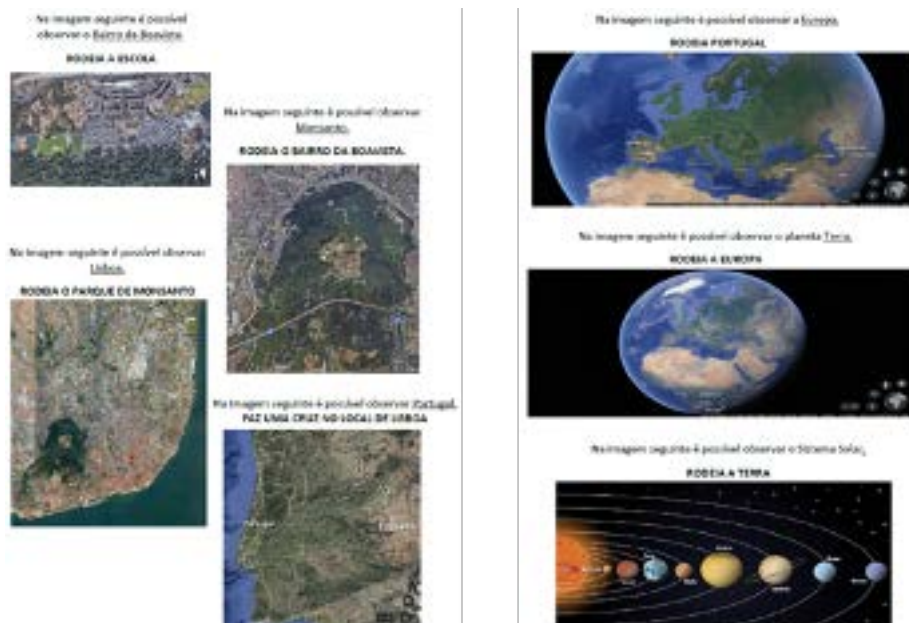 Na imagem seguinte é possível
observar o Bairro da Boavista.
RODEIA A ESCOLA
Na imagem seguinte é possível observar
Monsanto.
RODEIA O BAIRRO DA BOAVISTA.
Na imagem seguinte é possível observar
Lisboa.
RODEIA O PARQUE DE MONSANTO
Na imagem seguinte é possível observar Portugal.
FAZ UMA CRUZ NO LOCAL DE LISBOA
Na imagem seguinte é possível observar a Europa.
RODEIA PORTUGAL
Na imagem seguinte é possível observar o planeta Terra.
RODEIA A EUROPA
Na imagem seguinte é possível observar o Sistema Solar.
RODEIA A TERRA